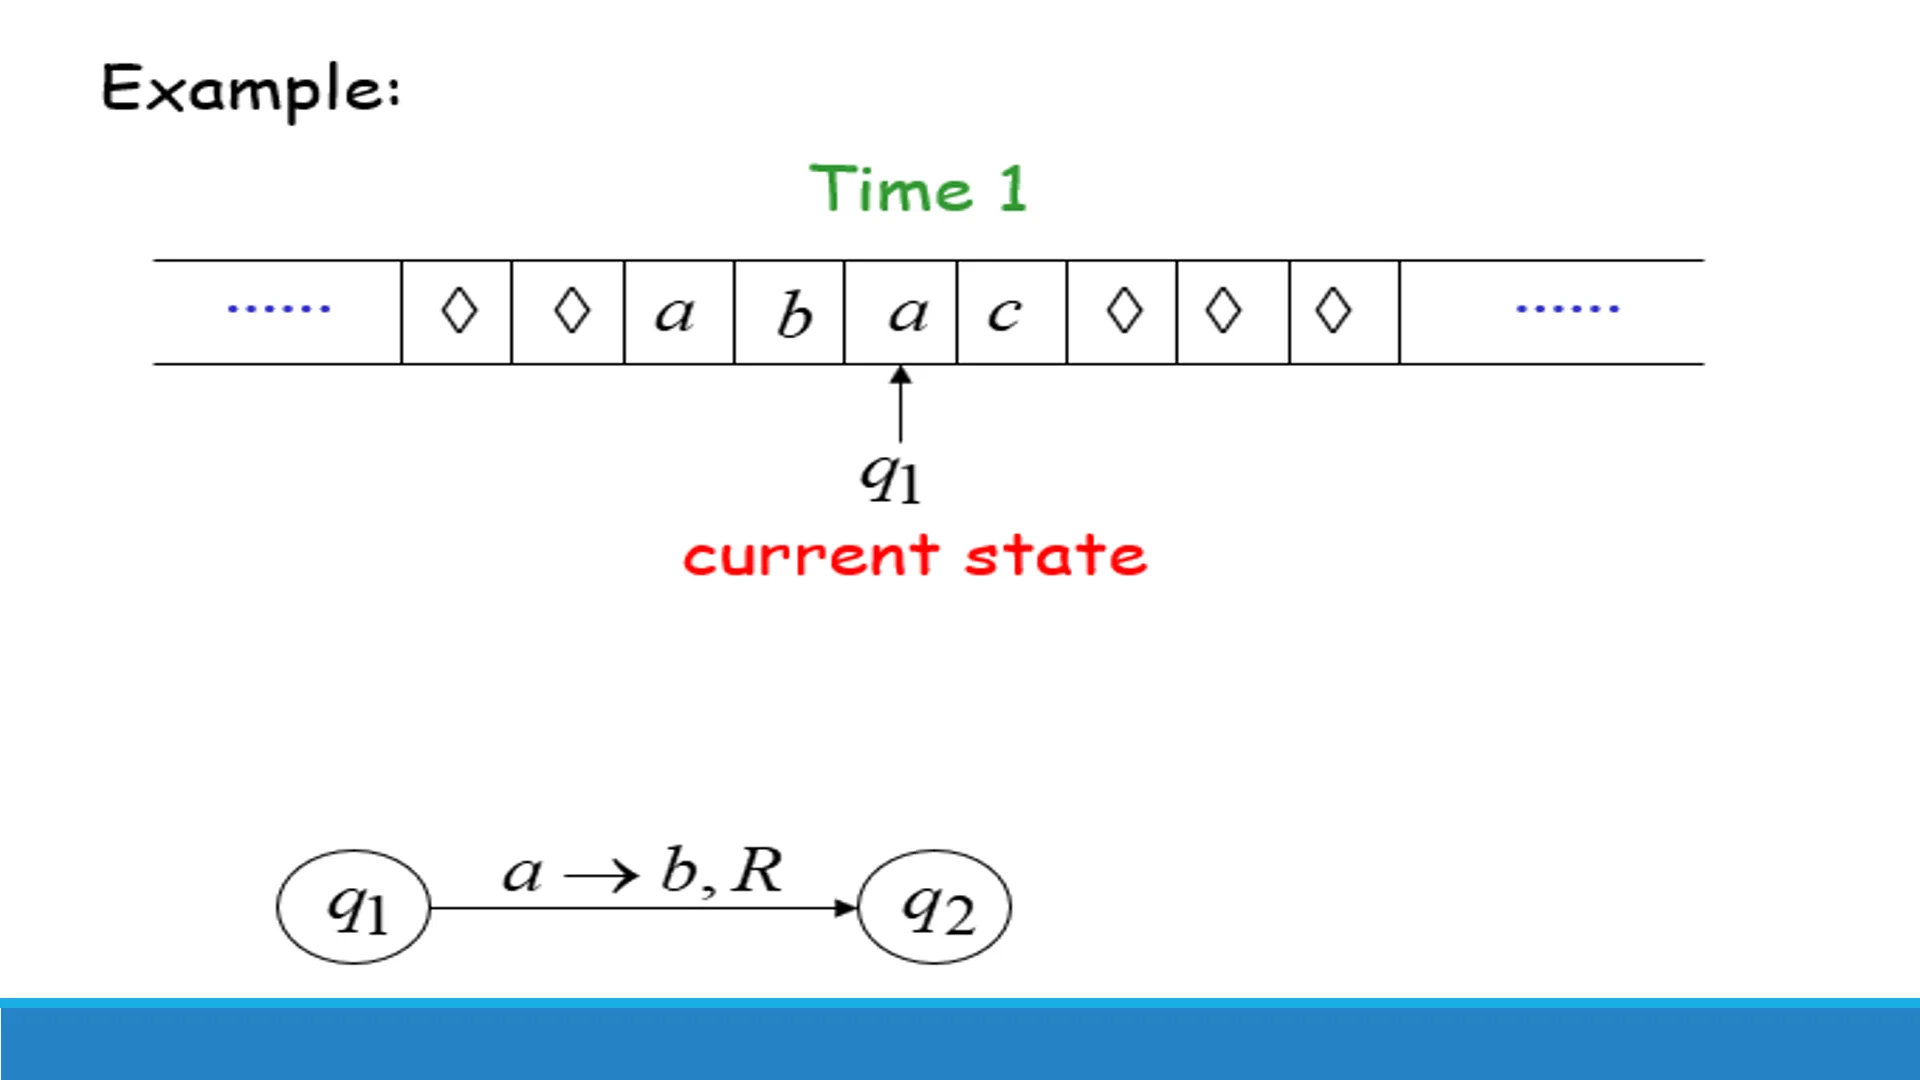 Example:
Time 1
...... ◊ ◊ a b a c ◊ ◊ ◊ ......
q1
current state
a → b, R
q1 q2